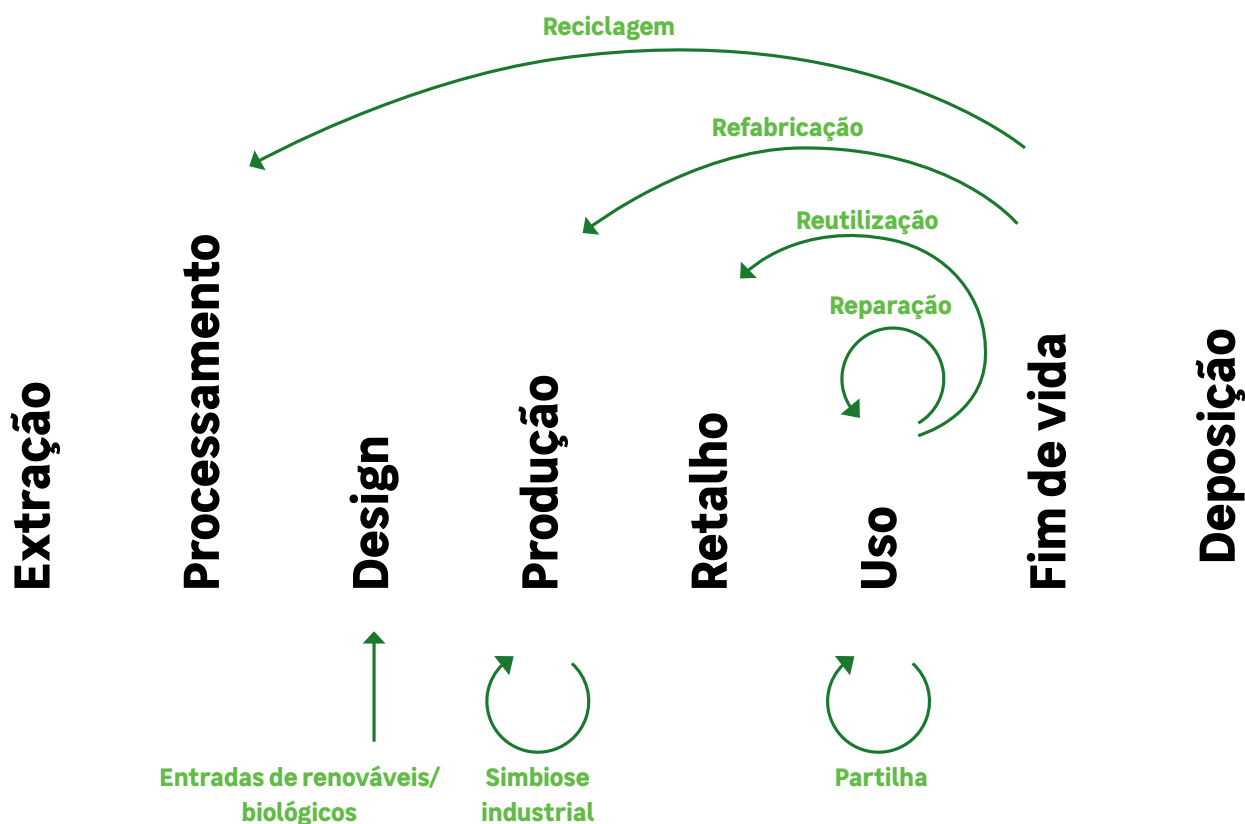 Reciclagem
Refabricação
Reutilização
Reparação
Extração
Processamento
Design
Produção
Retalho
Uso
Fim de vida
Deposição
Entradas de renováveis/
biológicos
Simbiose
industrial
Partilha